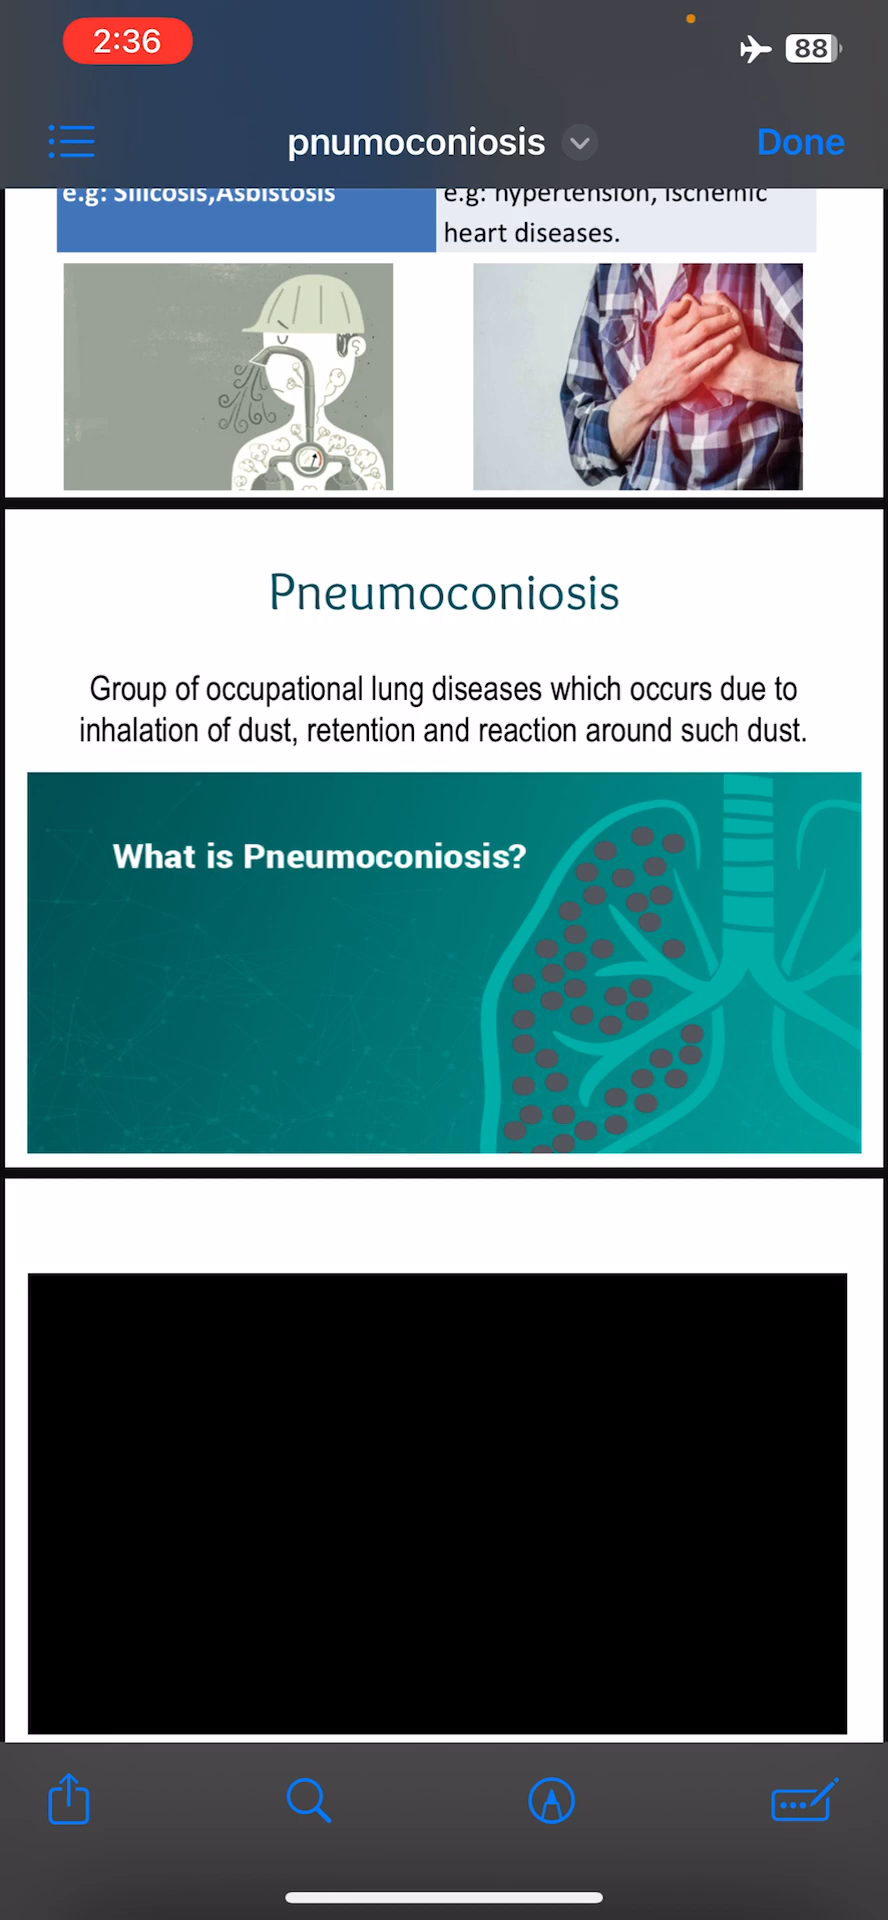 2:36
88
pnumoconiosis
Done
e.g: Silicosis,Asbistosis
e.g: hypertension, ischemic
heart diseases.
Pneumoconiosis
Group of occupational lung diseases which occurs due to
inhalation of dust, retention and reaction around such dust.
What is Pneumoconiosis?